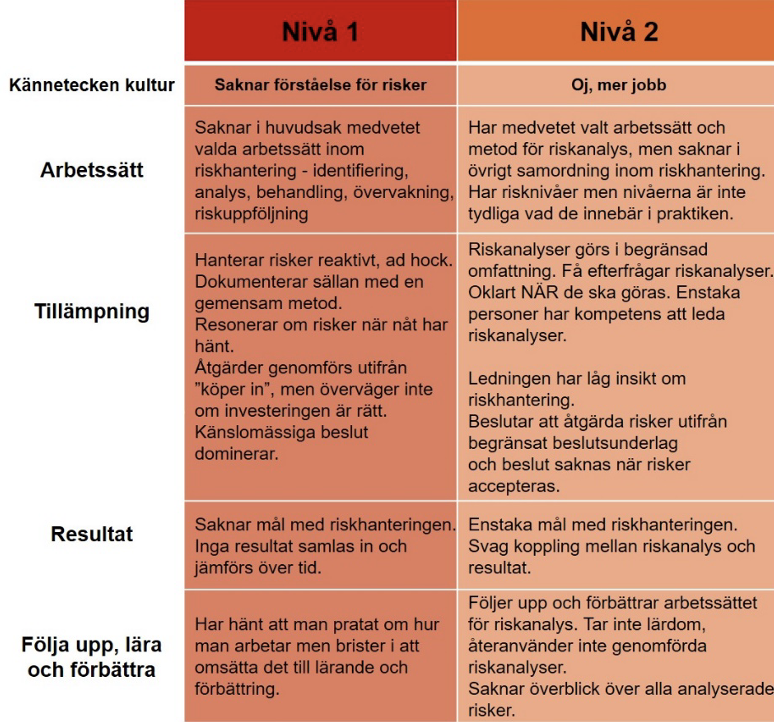 Nivå 1
Nivå 2
Kännetecken kultur
Saknar förståelse för risker
Oj, mer jobb
Arbetssätt
Saknar i huvudsak medvetet
valda arbetssätt inom
riskhantering - identifiering,
analys, behandling, övervakning,
riskuppföljning
Har medvetet valt arbetssätt och
metod för riskanalys, men saknar i
övrigt samordning inom riskhantering.
Har risknivåer men nivåerna är inte
tydliga vad de innebär i praktiken.
Tillämpning
Hanterar risker reaktivt, ad hock.
Dokumenterar sällan med en
gemensam metod.
Resonerar om risker när nåt har
hänt.
Åtgärder genomförs utifrån
”köper in”, men överväger inte
om investeringen är rätt.
Känslomässiga beslut
dominerar.
Riskanalyser görs i begränsad
omfattning. Få efterfrågar riskanalyser.
Oklart NÄR de ska göras. Enstaka
personer har kompetens att leda
riskanalyser.
Ledningen har låg insikt om
riskhantering.
Beslutar att åtgärda risker utifrån
begränsat beslutsunderlag
och beslut saknas när risker
accepteras.
Resultat
Saknar mål med riskhanteringen.
Inga resultat samlas in och
jämförs över tid.
Enstaka mål med riskhanteringen.
Svag koppling mellan riskanalys och
resultat.
Följa upp, lära
och förbättra
Har hänt att man pratat om hur
man arbetar men brister i att
omsätta det till lärande och
förbättring.
Följer upp och förbättrar arbetssättet
för riskanalys. Tar inte lärdom,
återanvänder inte genomförda
riskanalyser.
Saknar överblick över alla analyserade
risker.